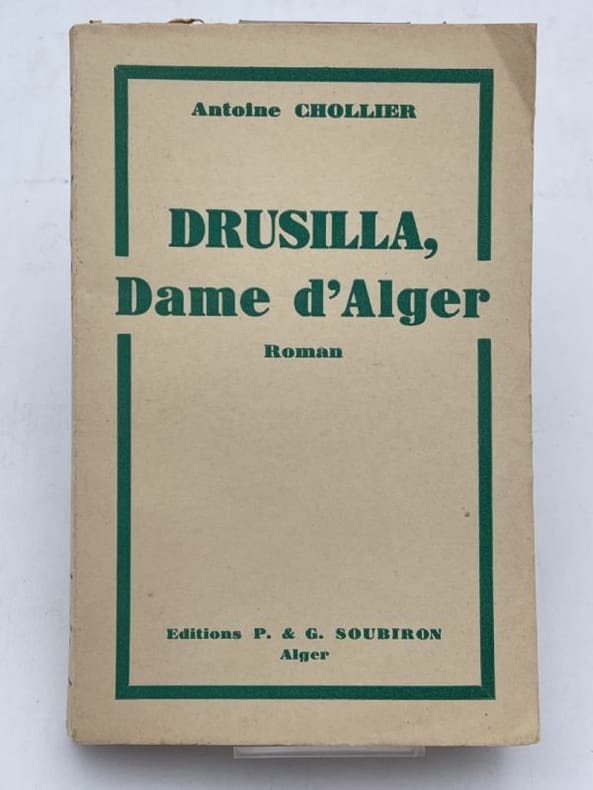 Antoine CHOLLIER
DRUSILLA,
Dame d'Alger
Roman
Editions P. & G. SOUBIRON
Alger